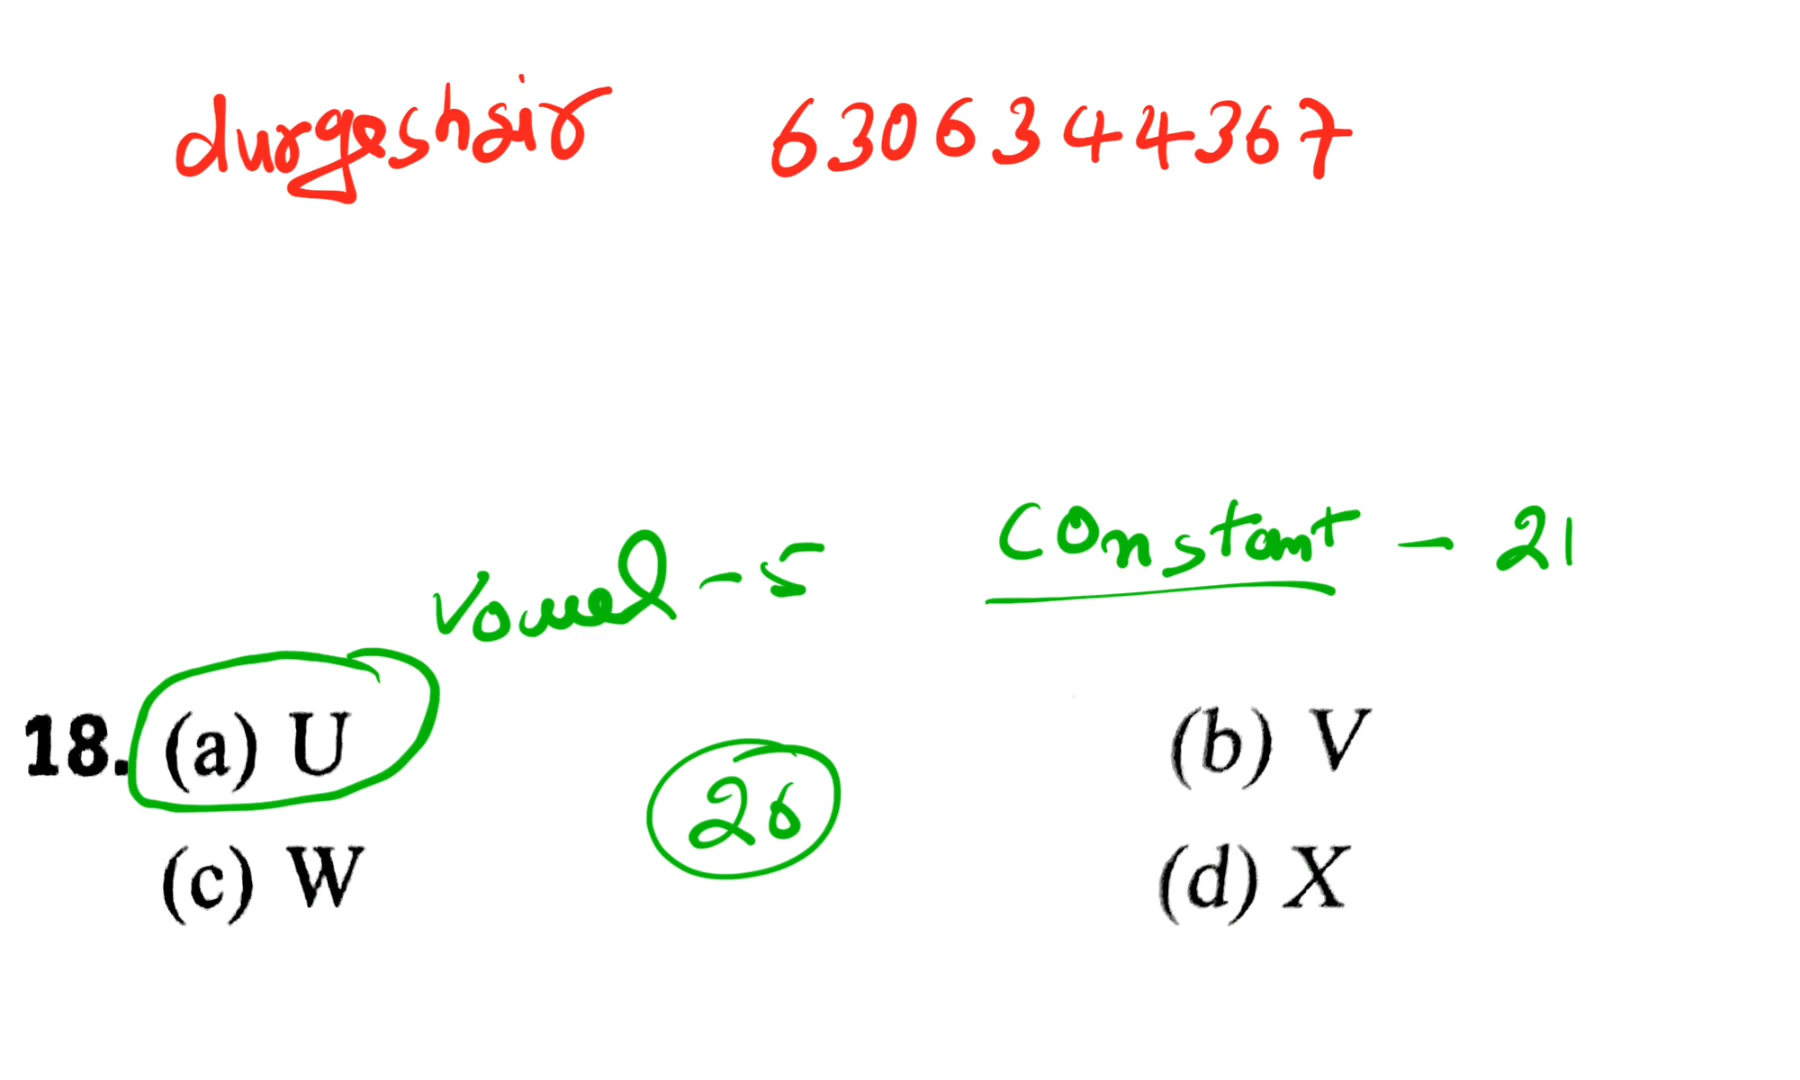 durgeshsir 6306344367
vowel - 5 constant - 21
18. (a) U (b) V
26
(c) W (d) X